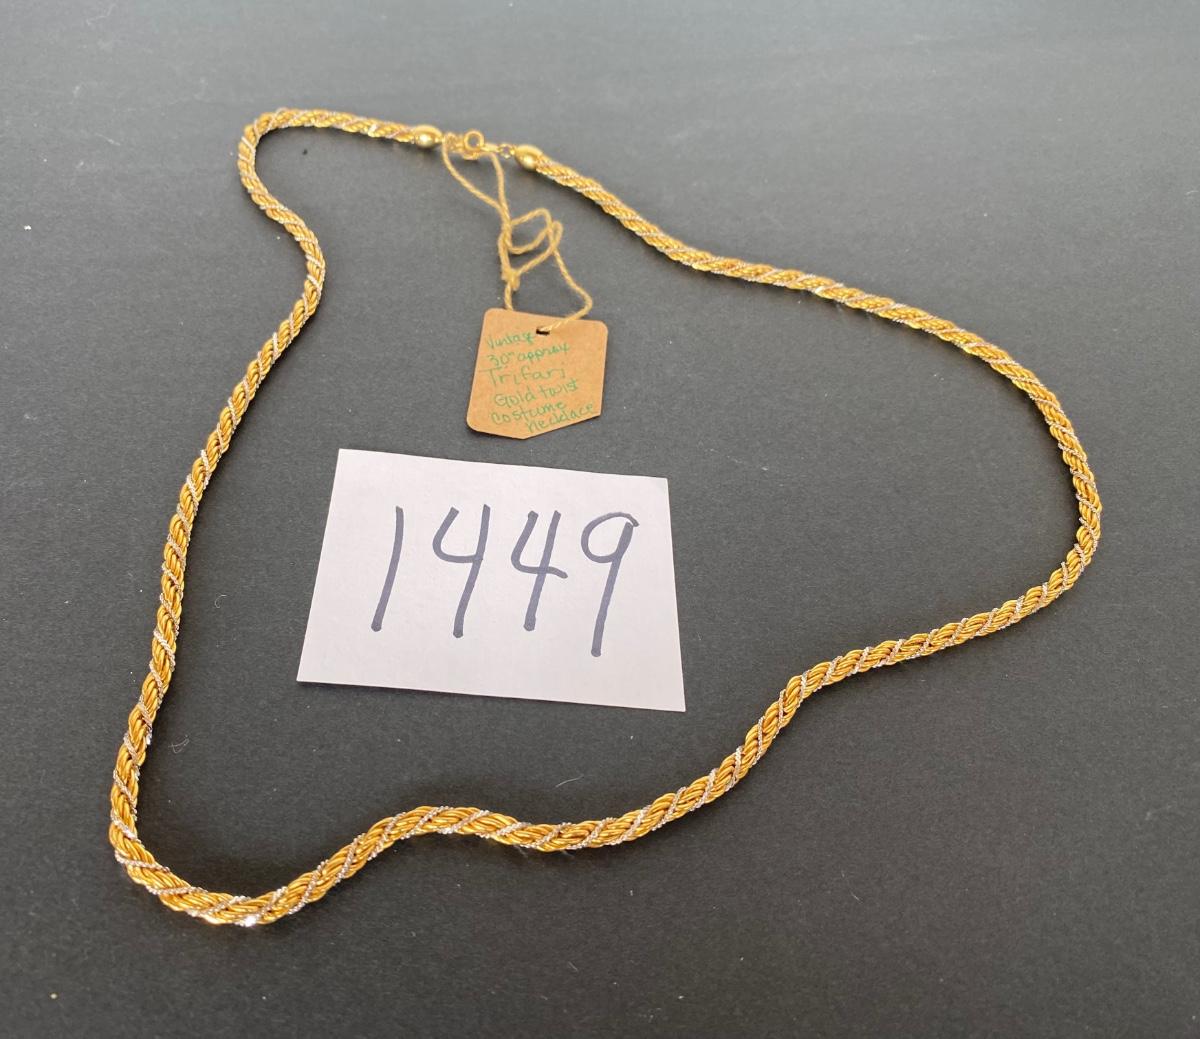 Vintage
30" approx
Trifari
Gold twist
Costume
Necklace
1449